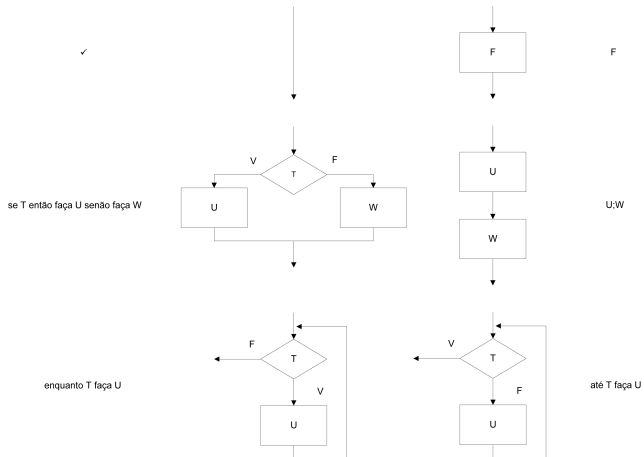 ✓
F
F
V
F
T
U
W
se T então faça U senão faça W
U
W
U;W
F
T
V
U
enquanto T faça U
V
T
F
U
até T faça U